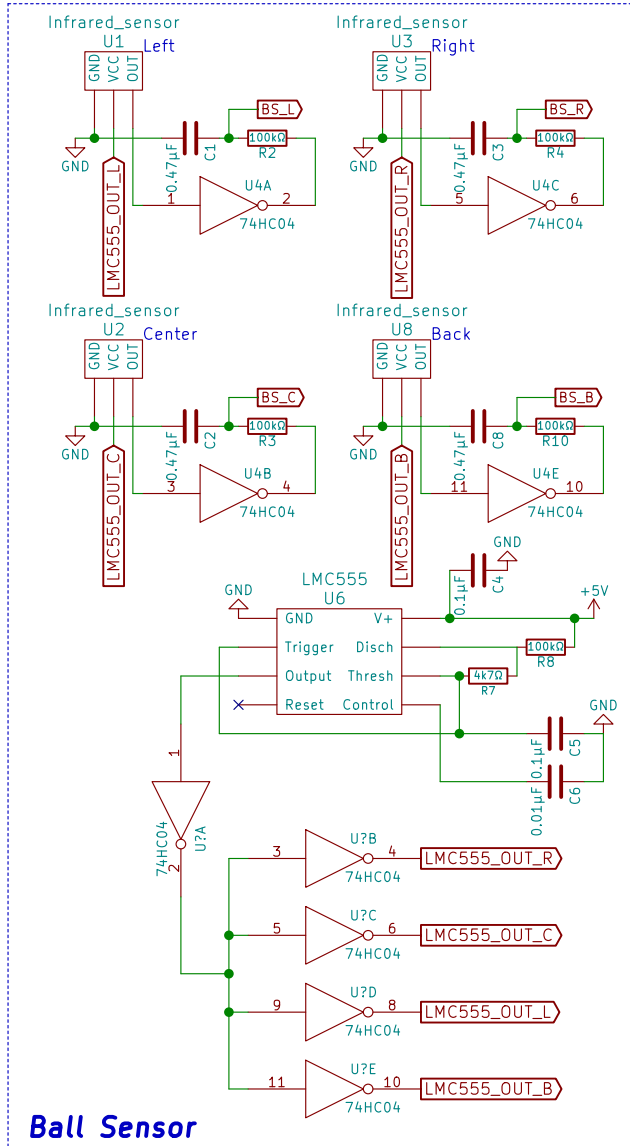 Infrared_sensor
U1
Left
GND
VCC
OUT
BS_L
100kΩ
R2
GND
0.47µF
C1
U4A
1
2
74HC04
LMC555_OUT_L
Infrared_sensor
U3
Right
GND
VCC
OUT
BS_R
100kΩ
R4
GND
0.47µF
C3
U4C
5
6
74HC04
LMC555_OUT_R
Infrared_sensor
U2
Center
GND
VCC
OUT
BS_C
100kΩ
R3
GND
0.47µF
C2
U4B
3
4
74HC04
LMC555_OUT_C
Infrared_sensor
U8
Back
GND
VCC
OUT
BS_B
100kΩ
R10
GND
0.47µF
C8
U4E
11
10
74HC04
LMC555_OUT_B
GND
0.1µF
C4
+5V
LMC555
U6
GND
GND
V+
Trigger
Disch
100kΩ
R8
Output
Thresh
4k7Ω
R7
Reset
Control
GND
0.1µF
C5
0.01µF
C6
1
74HC04
U?A
2
U?B
3
4
74HC04
LMC555_OUT_R
U?C
5
6
74HC04
LMC555_OUT_C
U?D
9
8
74HC04
LMC555_OUT_L
U?E
11
10
74HC04
LMC555_OUT_B
Ball Sensor